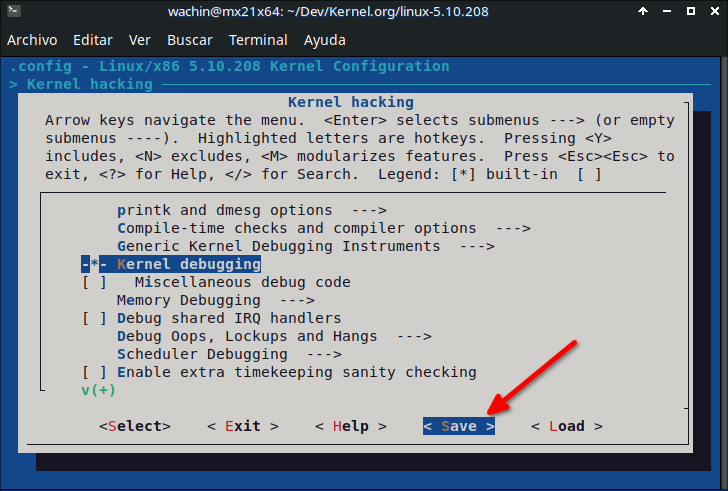 wachin@mx21x64: ~/Dev/Kernel.org/linux-5.10.208
Archivo Editar Ver Buscar Terminal Ayuda
.config - Linux/x86 5.10.208 Kernel Configuration
> Kernel hacking
Kernel hacking
Arrow keys navigate the menu. <Enter> selects submenus ---> (or empty
submenus ----). Highlighted letters are hotkeys. Pressing <Y>
includes, <N> excludes, <M> modularizes features. Press <Esc><Esc> to
exit, <?> for Help, </> for Search. Legend: [*] built-in [ ]
printk and dmesg options --->
Compile-time checks and compiler options --->
Generic Kernel Debugging Instruments --->
-*- Kernel debugging
[ ] Miscellaneous debug code
Memory Debugging --->
[ ] Debug shared IRQ handlers
Debug Oops, Lockups and Hangs --->
Scheduler Debugging --->
[ ] Enable extra timekeeping sanity checking
v(+)
<Select> < Exit > < Help > < Save > < Load >